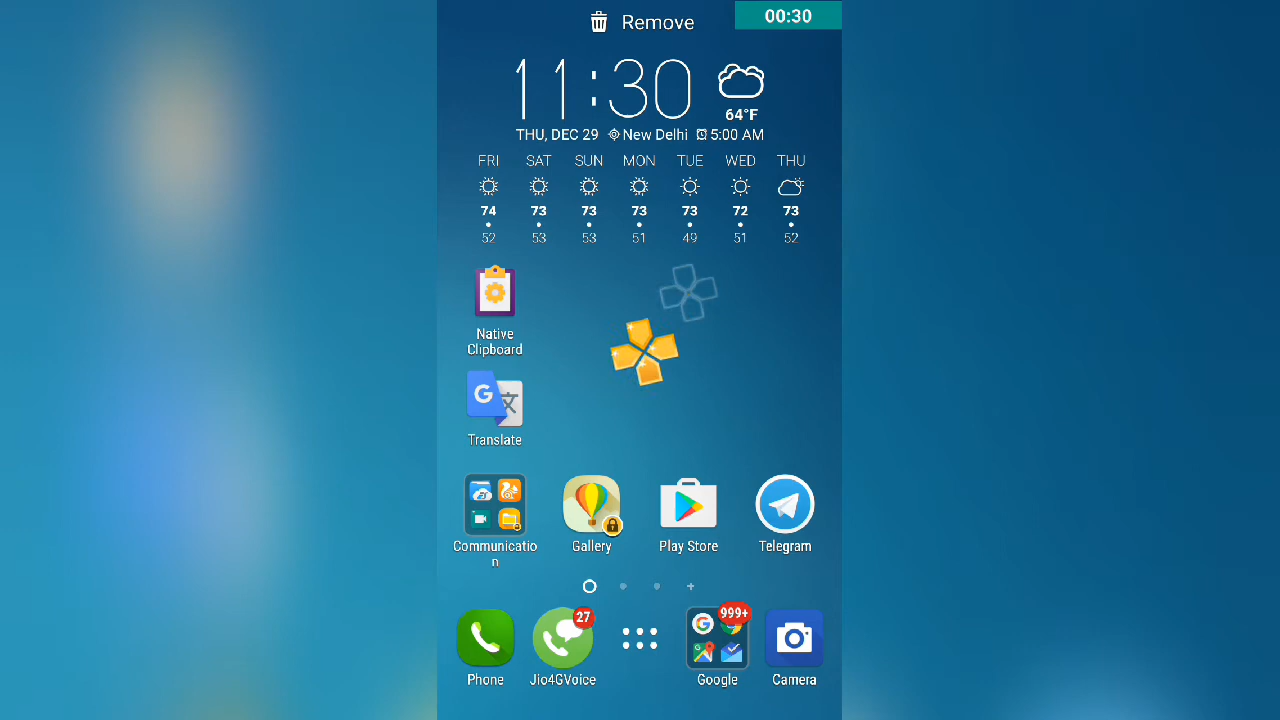 Remove
00:30
11:30
64°F
THU, DEC 29 New Delhi 5:00 AM
FRI SAT SUN MON TUE WED THU
74 73 73 73 73 72 73
52 53 53 51 49 51 52
Native
Clipboard
G 文
Translate
Communicatio
n
Gallery
Play Store
Telegram
27
999+
G
Phone
Jio4GVoice
Google
Camera